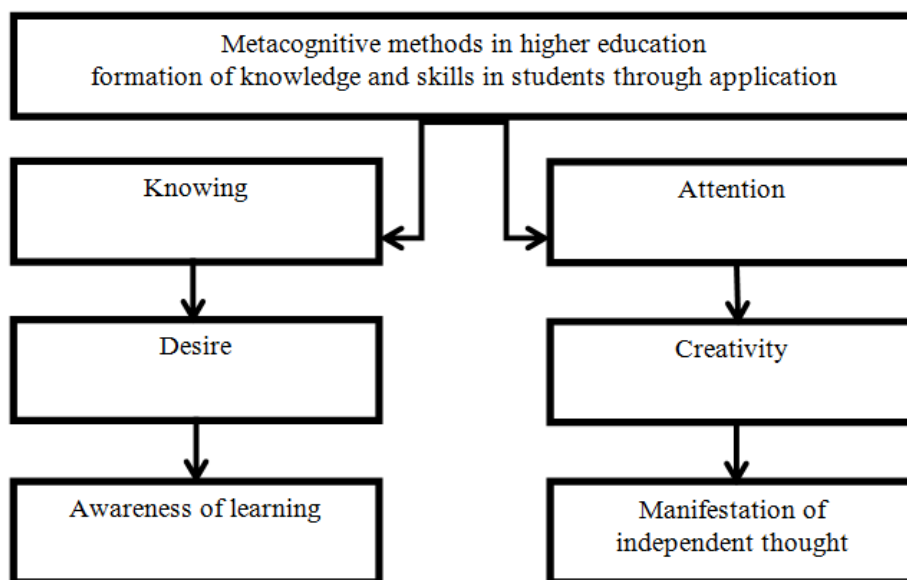 Metacognitive methods in higher education
formation of knowledge and skills in students through application
Knowing
Attention
Desire
Creativity
Awareness of learning
Manifestation of
independent thought